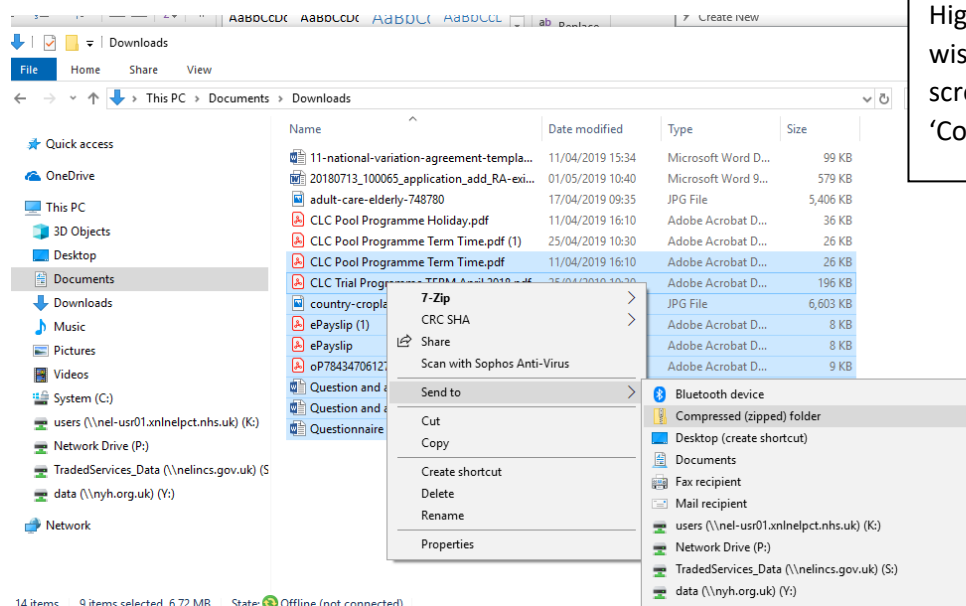 AaBbCcDc AaBbCcDc AaBbC( AaBbCcL
ab Replace
Create New
Downloads
File Home Share View
This PC > Documents > Downloads
Name Date modified Type Size
Quick access
OneDrive
This PC
3D Objects
Desktop
Documents
Downloads
Music
Pictures
Videos
System (C:)
users (\\nel-usr01.xnlnelpct.nhs.uk) (K:)
Network Drive (P:)
TradedServices_Data (\\nelincs.gov.uk) (S
data (\\nyh.org.uk) (Y:)
Network
11-national-variation-agreement-templa... 11/04/2019 15:34 Microsoft Word D... 99 KB
20180713_100065_application_add_RA-exi... 01/05/2019 10:40 Microsoft Word 9... 579 KB
adult-care-elderly-748780 17/04/2019 09:35 JPG File 5,406 KB
CLC Pool Programme Holiday.pdf 11/04/2019 16:10 Adobe Acrobat D... 36 KB
CLC Pool Programme Term Time.pdf (1) 25/04/2019 10:30 Adobe Acrobat D... 26 KB
CLC Pool Programme Term Time.pdf 11/04/2019 16:10 Adobe Acrobat D... 26 KB
CLC Trial Programme TERM April 2018.pdf 25/04/2019 10:30 Adobe Acrobat D... 196 KB
country-cropla JPG File 6,603 KB
ePayslip (1) Adobe Acrobat D... 8 KB
ePayslip Adobe Acrobat D... 8 KB
oP78434706127 Adobe Acrobat D... 9 KB
Question and a
Question and a
Questionnaire
7-Zip
CRC SHA
Share
Scan with Sophos Anti-Virus
Send to
Cut
Copy
Create shortcut
Delete
Rename
Properties
Bluetooth device
Compressed (zipped) folder
Desktop (create shortcut)
Documents
Fax recipient
Mail recipient
users (\\nel-usr01.xnlnelpct.nhs.uk) (K:)
Network Drive (P:)
TradedServices_Data (\\nelincs.gov.uk) (S:)
data (\\nyh.org.uk) (Y:)
14 items 9 items selected 6.72 MB State: Offline (not connected)
Hig
wis
scre
‘Co